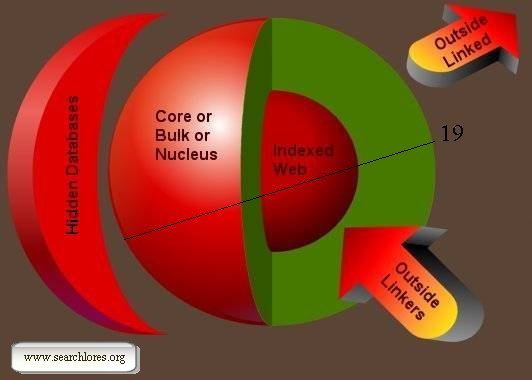 Outside
Linked
19
Core or
Bulk or
Nucleus
Hidden Databases
Indexed
Web
Outside
Linkers
www.searchlores.org